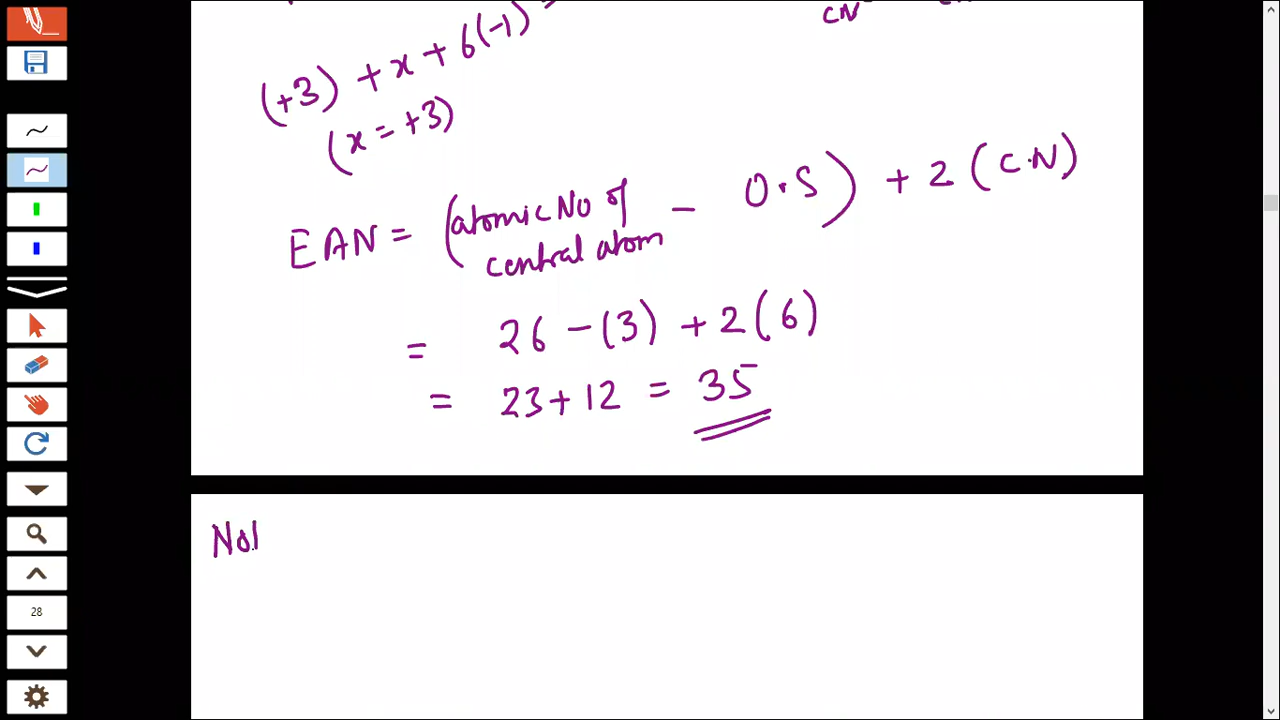 (+3) + x + 6(-1) =
(x = +3)
EAN = (atomic No of central atom - O.S) + 2 (C.N)
= 26 - (3) + 2(6)
= 23 + 12 = 35
28